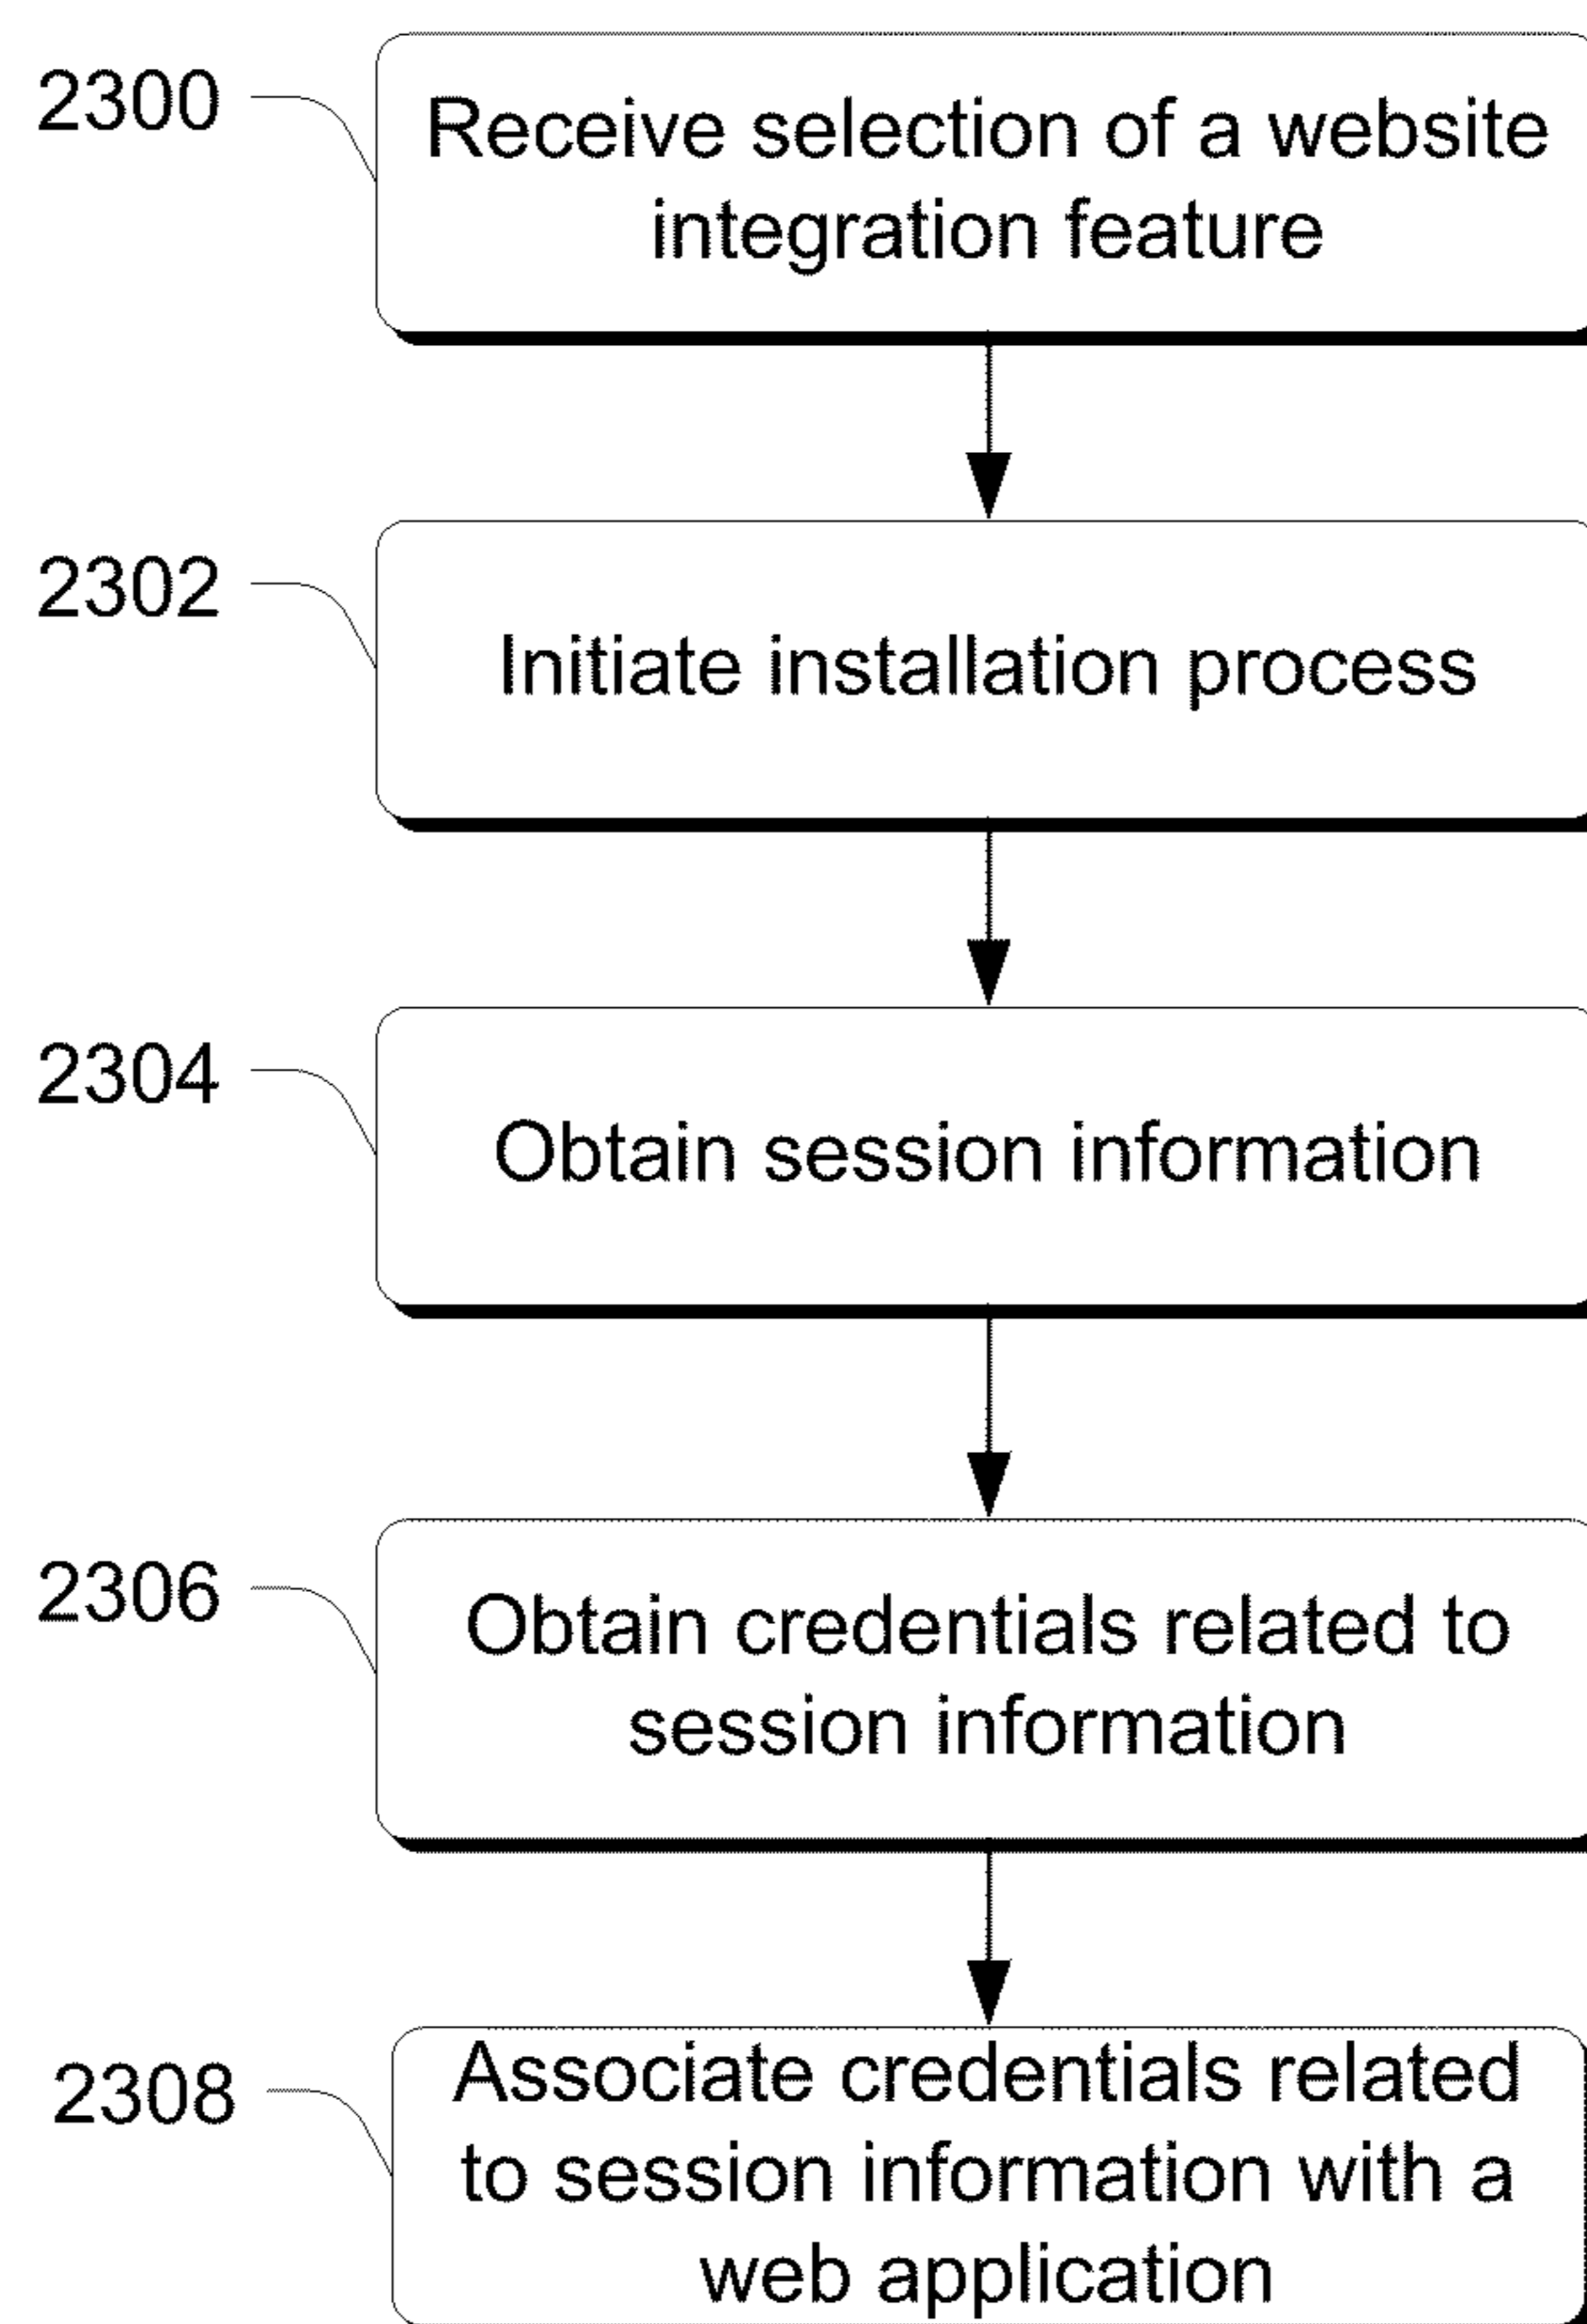 2300
Receive selection of a website
integration feature
2302
Initiate installation process
2304
Obtain session information
2306
Obtain credentials related to
session information
2308
Associate credentials related
to session information with a
web application